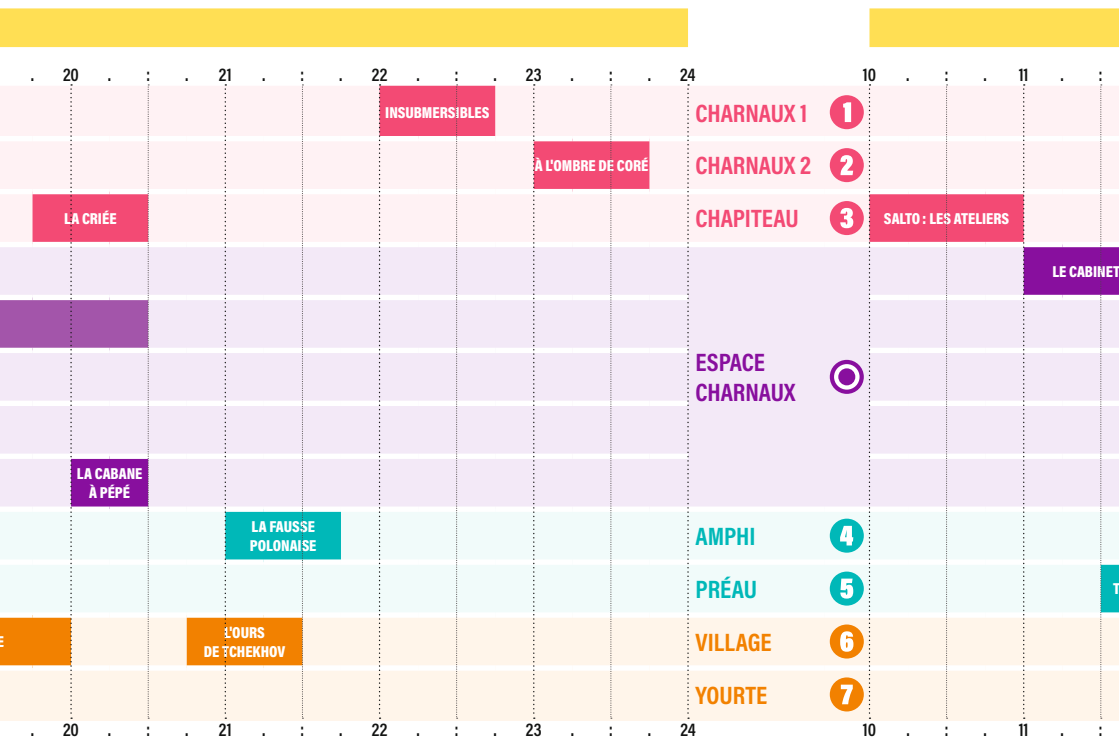 . 20 . : . 21 . : . 22 . : . 23 . : . 24 10 . : . 11 . :
INSUBMERSIBLES
CHARNAUX 1 1
À L'OMBRE DE CORÉ
CHARNAUX 2 2
LA CRIÉE
CHAPITEAU 3
SALTO : LES ATELIERS
LE CABINET
ESPACE
CHARNAUX
LA CABANE
À PÉPÉ
LA FAUSSE
POLONAISE
AMPHI 4
PRÉAU 5
T
E
L'OURS
DE TCHEKHOV
VILLAGE 6
YOURTE 7
. 20 . : . 21 . : . 22 . : . 23 . : . 24 10 . : . 11 . :